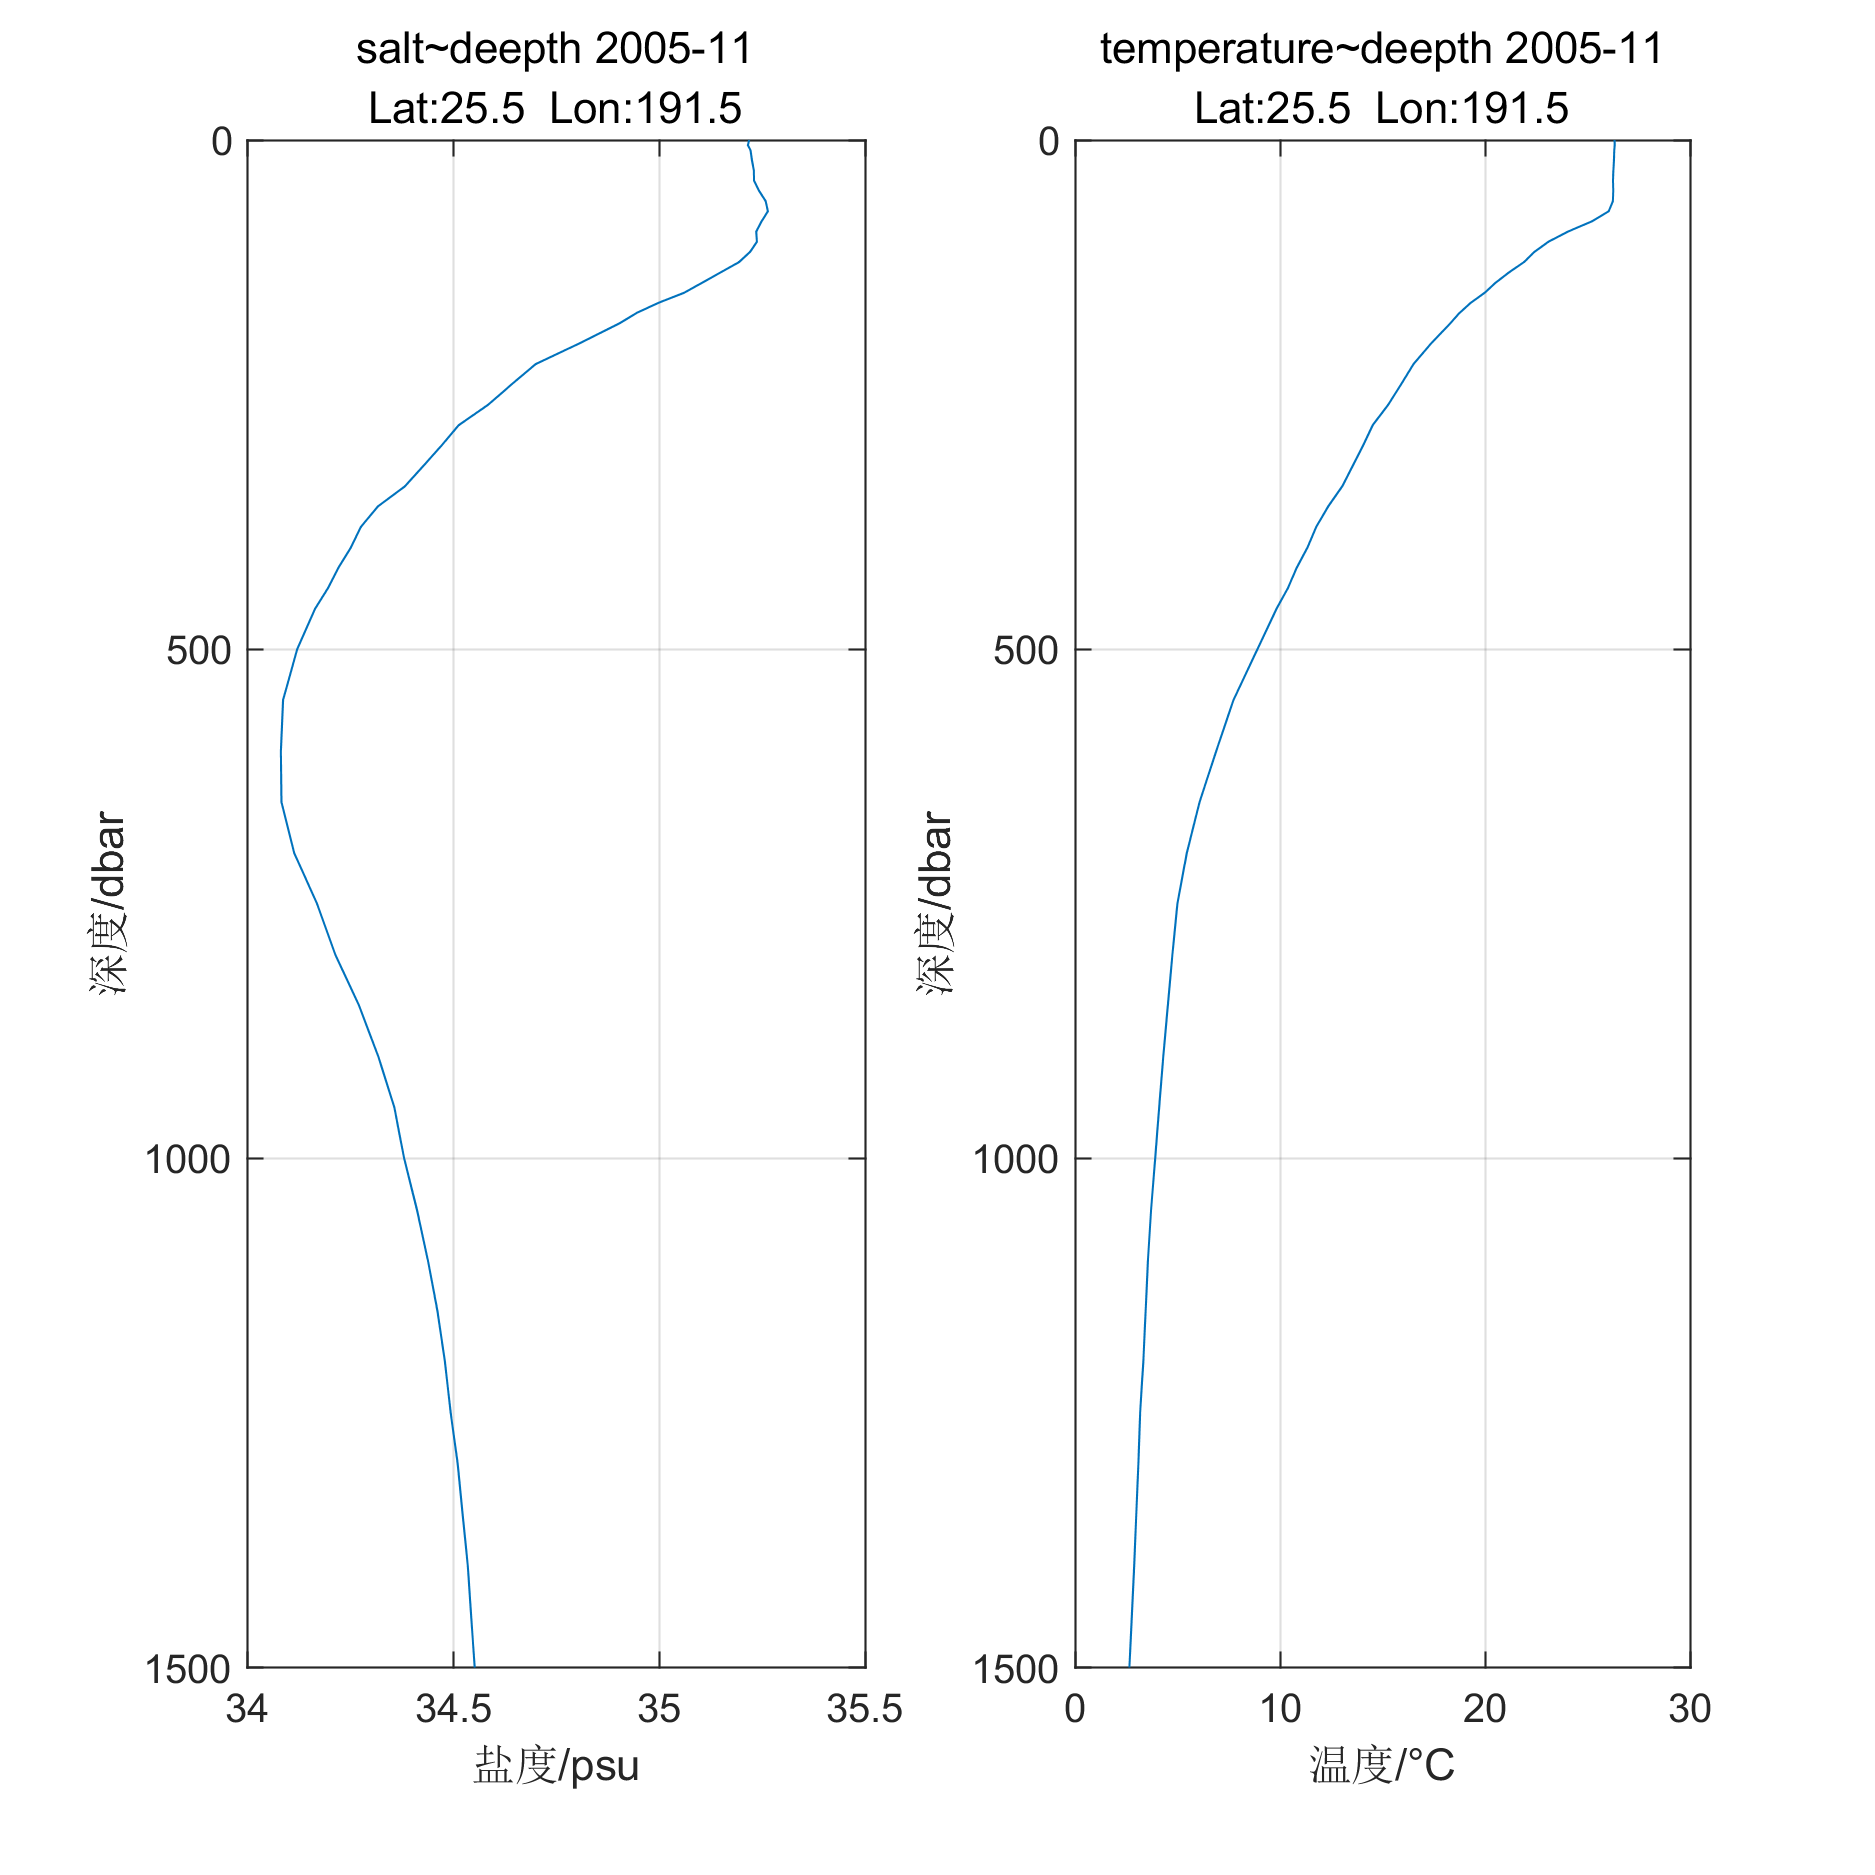 salt~deepth 2005-11
Lat:25.5 Lon:191.5
0
500
1000
1500
深度/dbar
34 34.5 35 35.5
盐度/psu
temperature~deepth 2005-11
Lat:25.5 Lon:191.5
0
500
1000
1500
深度/dbar
0 10 20 30
温度/°C